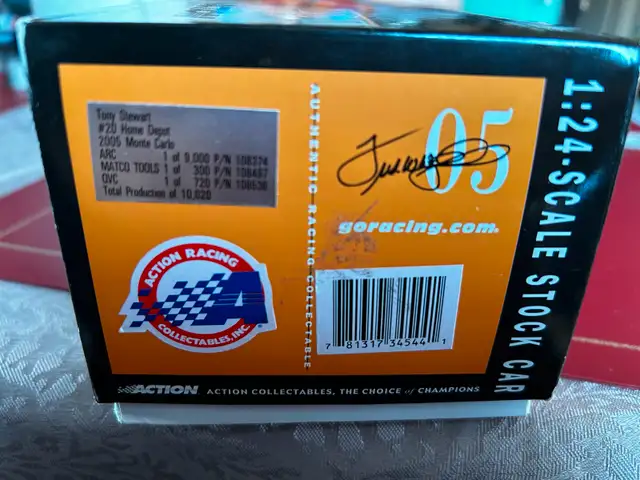 Tony Stewart
#20 Home Depot
2005 Monte Carlo
ARC 1 of 9,000 P/N 108374
MATCO TOOLS 1 of 300 P/N 108487
QVC 1 of 720 P/N 108538
Total Production of 10,020
AUTHENTIC RACING COLLECTABLE
05
goracing.com
ACTION RACING
COLLECTABLES, INC.
7 81317 34544 1
1:24-SCALE STOCK CAR
ACTION
ACTION COLLECTABLES, THE CHOICE of CHAMPIONS